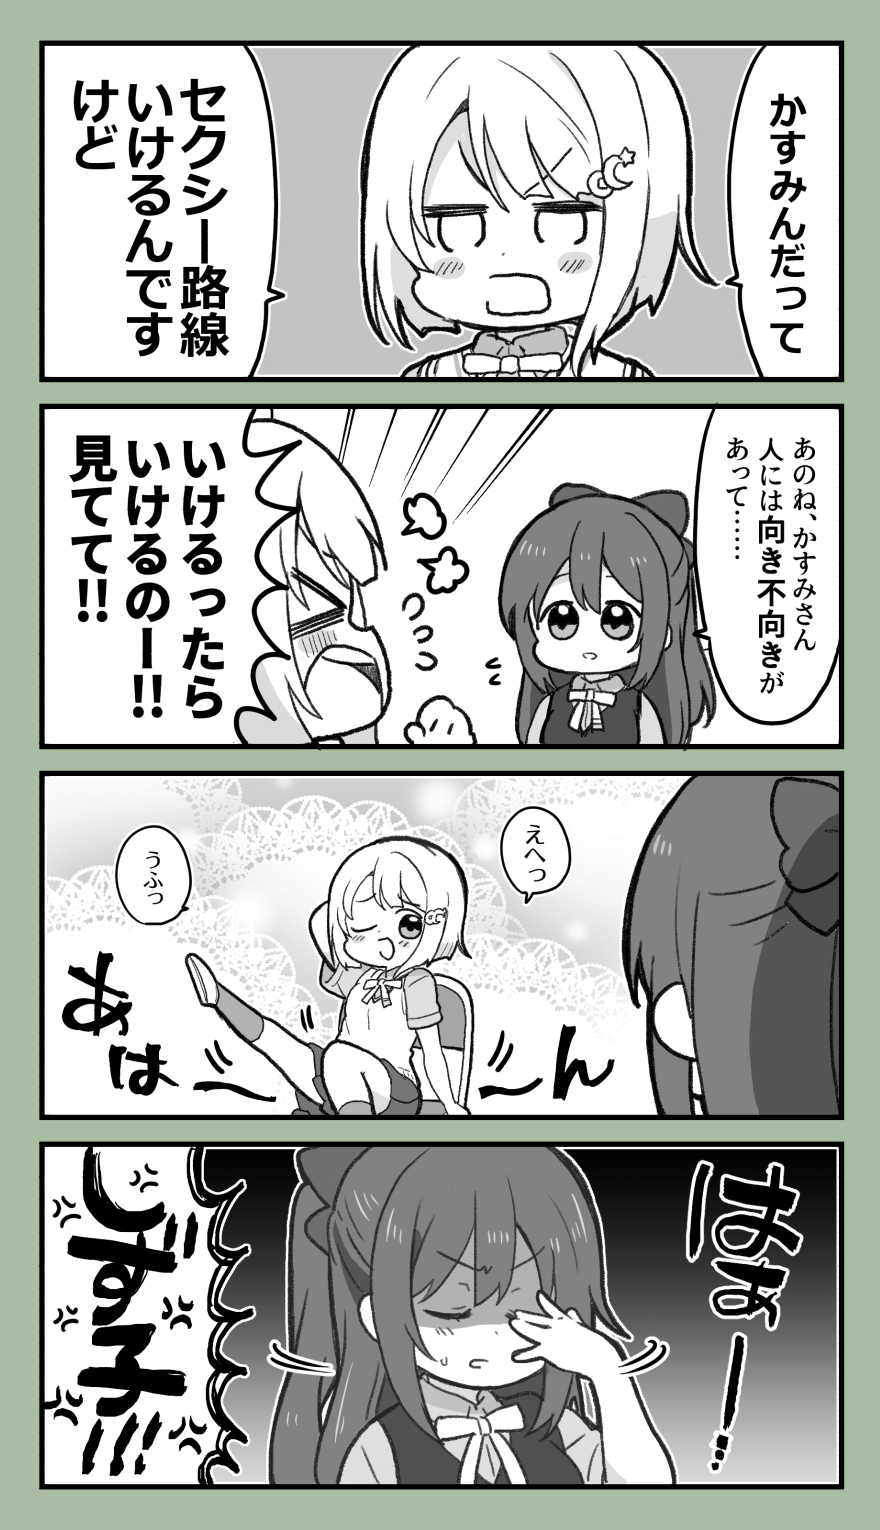 かすみんだって
セクシー路線
いけるんです
けど
あのね、かすみさん
人には向き不向きが
あって……
いけるったら
いけるのー!!
見てて!!
えへっ
うふっ
あは〜ん
はぁー…
しず子!!!